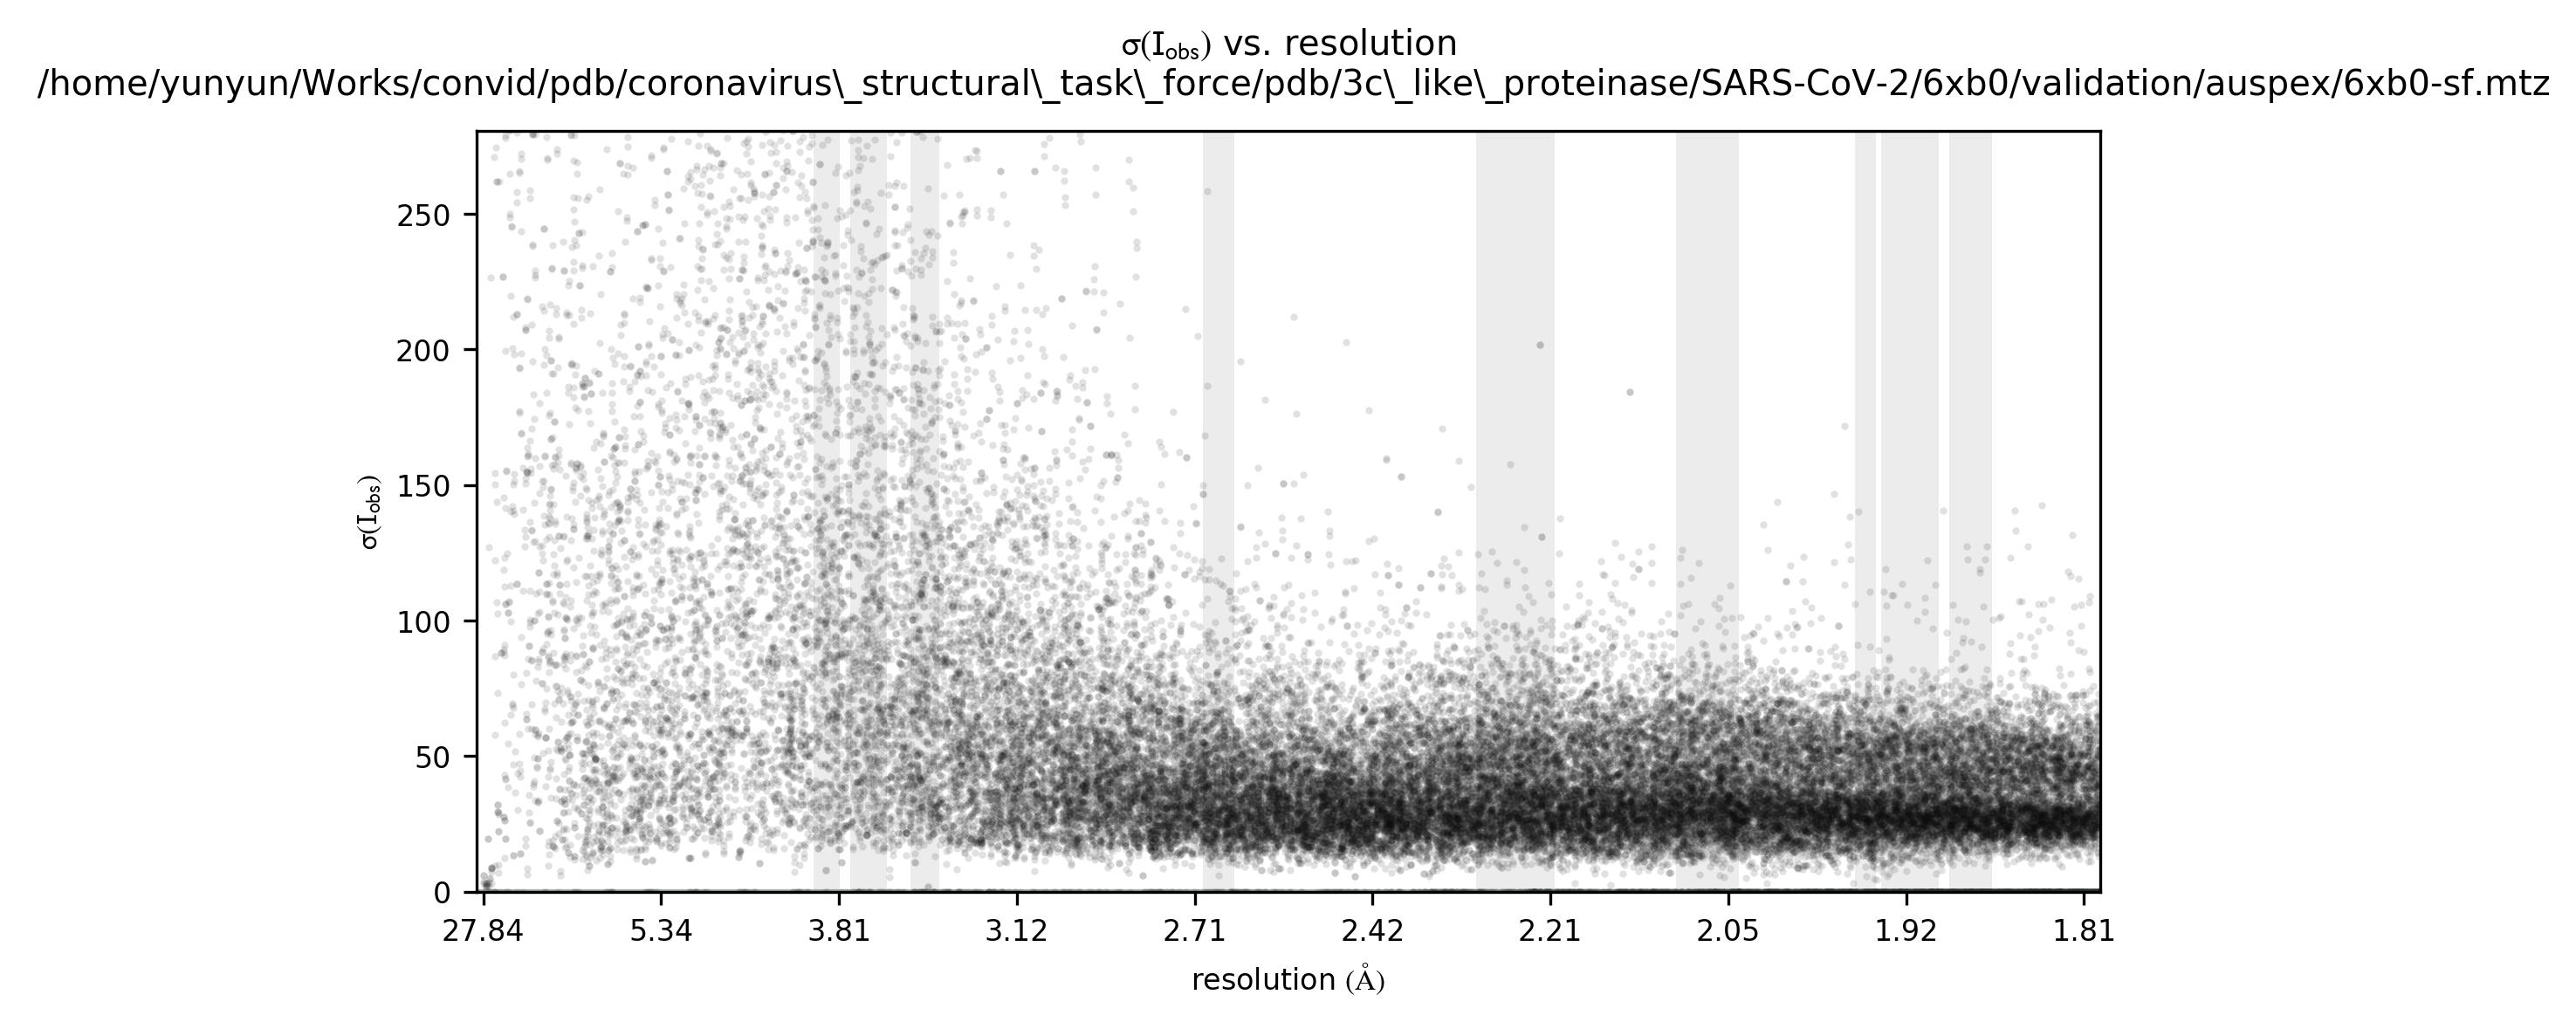 σ(I_obs) vs. resolution
/home/yunyun/Works/convid/pdb/coronavirus\_structural\_task\_force/pdb/3c\_like\_proteinase/SARS-CoV-2/6xb0/validation/auspex/6xb0-sf.mtz
σ(I_obs)
250
200
150
100
50
0
27.84 5.34 3.81 3.12 2.71 2.42 2.21 2.05 1.92 1.81
resolution (Å)